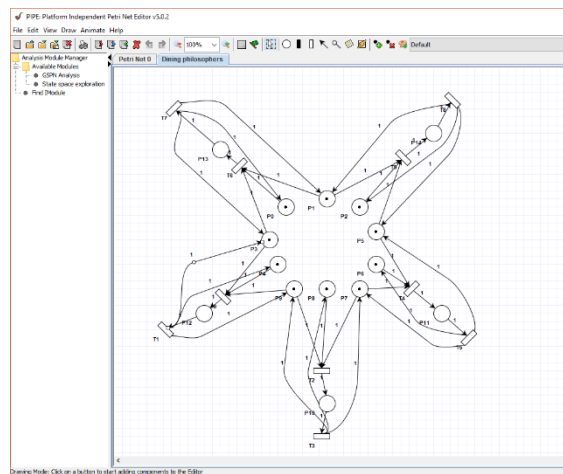 PIPE: Platform Independent Petri Net Editor v5.0.2
File Edit View Draw Animate Help
100%
Default
Analysis Module Manager
Available Modules
GSPN Analysis
State space exploration
Find IModule
Petri Net 0 Dining philosophers
T7
P13
T6
P0
P1
P2
P14
P3
P5
P4
P6
T4
P12
T1
P9
P8
P7
P11
T5
T2
P10
T3
Drawing Mode: Click on a button to start adding components to the Editor